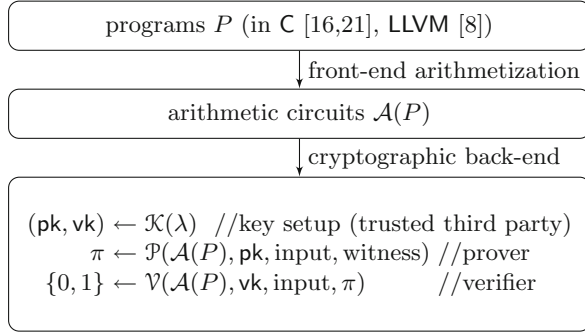 programs P (in C [16,21], LLVM [8])
front-end arithmetization
arithmetic circuits 𝒜(P)
cryptographic back-end
(pk, vk) ← 𝒦(λ) //key setup (trusted third party)
π ← 𝒫(𝒜(P), pk, input, witness) //prover
{0, 1} ← 𝒱(𝒜(P), vk, input, π) //verifier